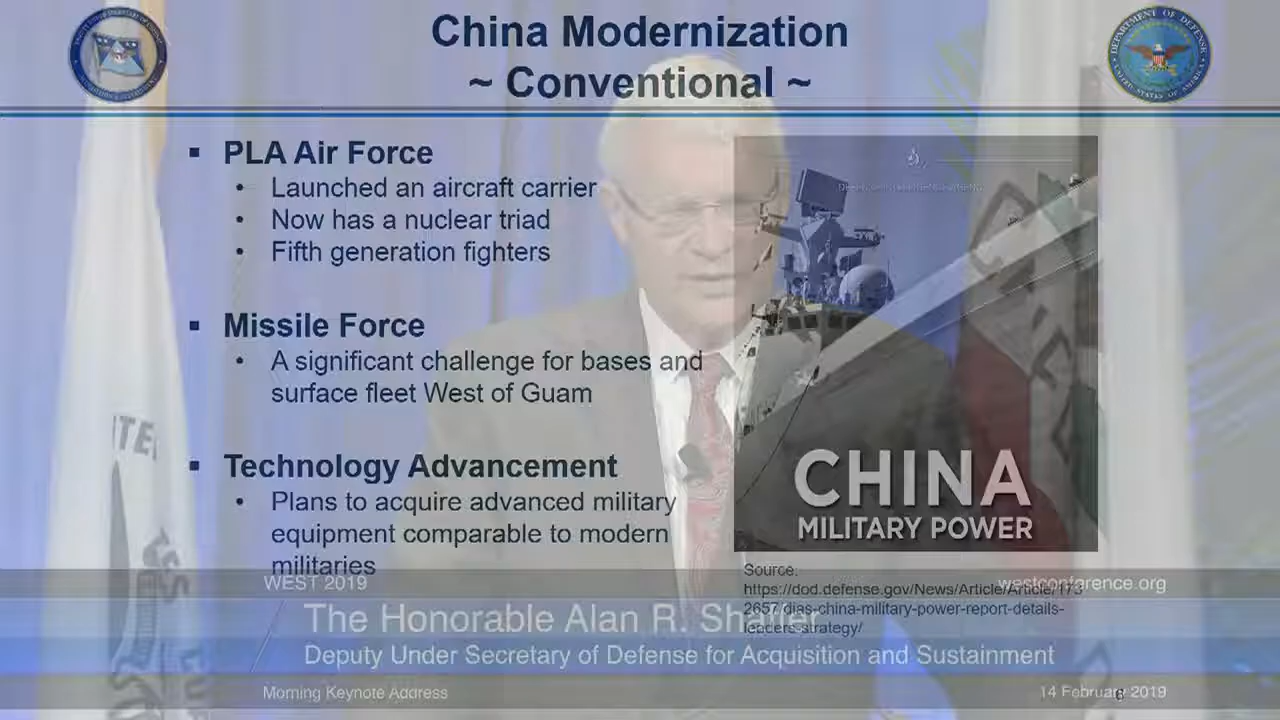 China Modernization
~ Conventional ~
▪ PLA Air Force
• Launched an aircraft carrier
• Now has a nuclear triad
• Fifth generation fighters
▪ Missile Force
• A significant challenge for bases and
surface fleet West of Guam
▪ Technology Advancement
• Plans to acquire advanced military
equipment comparable to modern
militaries
CHINA
MILITARY POWER
Source:
https://dod.defense.gov/News/Article/Article/173
2657/dias-china-military-power-report-details-
leaders-strategy/
WEST 2019
westconference.org
The Honorable Alan R. Shaffer
Deputy Under Secretary of Defense for Acquisition and Sustainment
Morning Keynote Address
14 February 2019
6